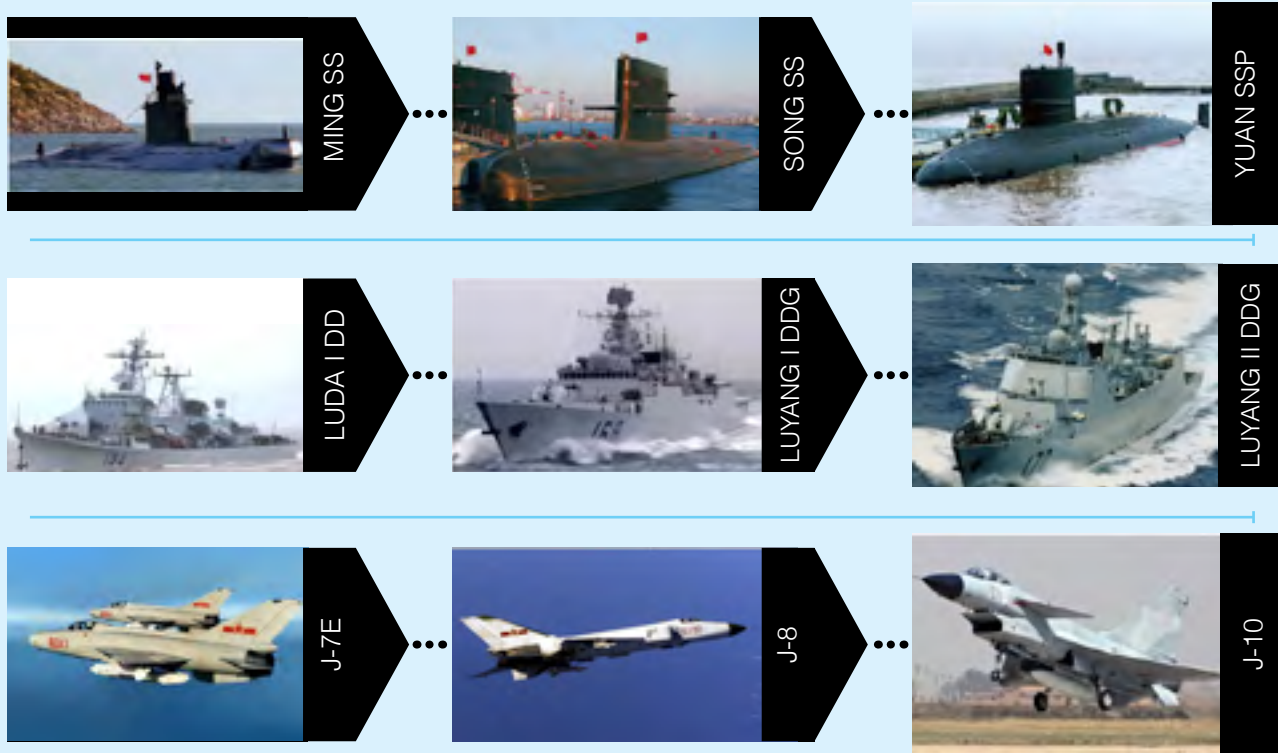 MING SS
SONG SS
YUAN SSP
LUDA I DD
LUYANG I DDG
LUYANG II DDG
J-7E
J-8
J-10